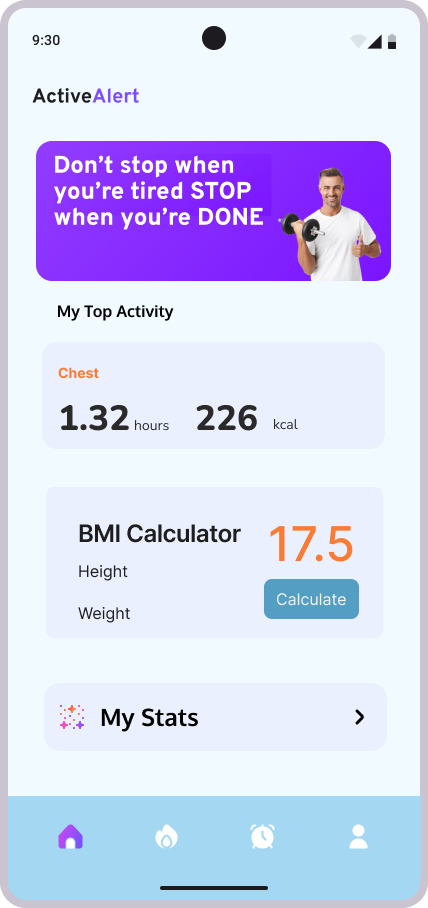 9:30
ActiveAlert
Don't stop when
you're tired STOP
when you're DONE
My Top Activity
Chest
1.32 hours 226 kcal
BMI Calculator 17.5
Height
Calculate
Weight
My Stats